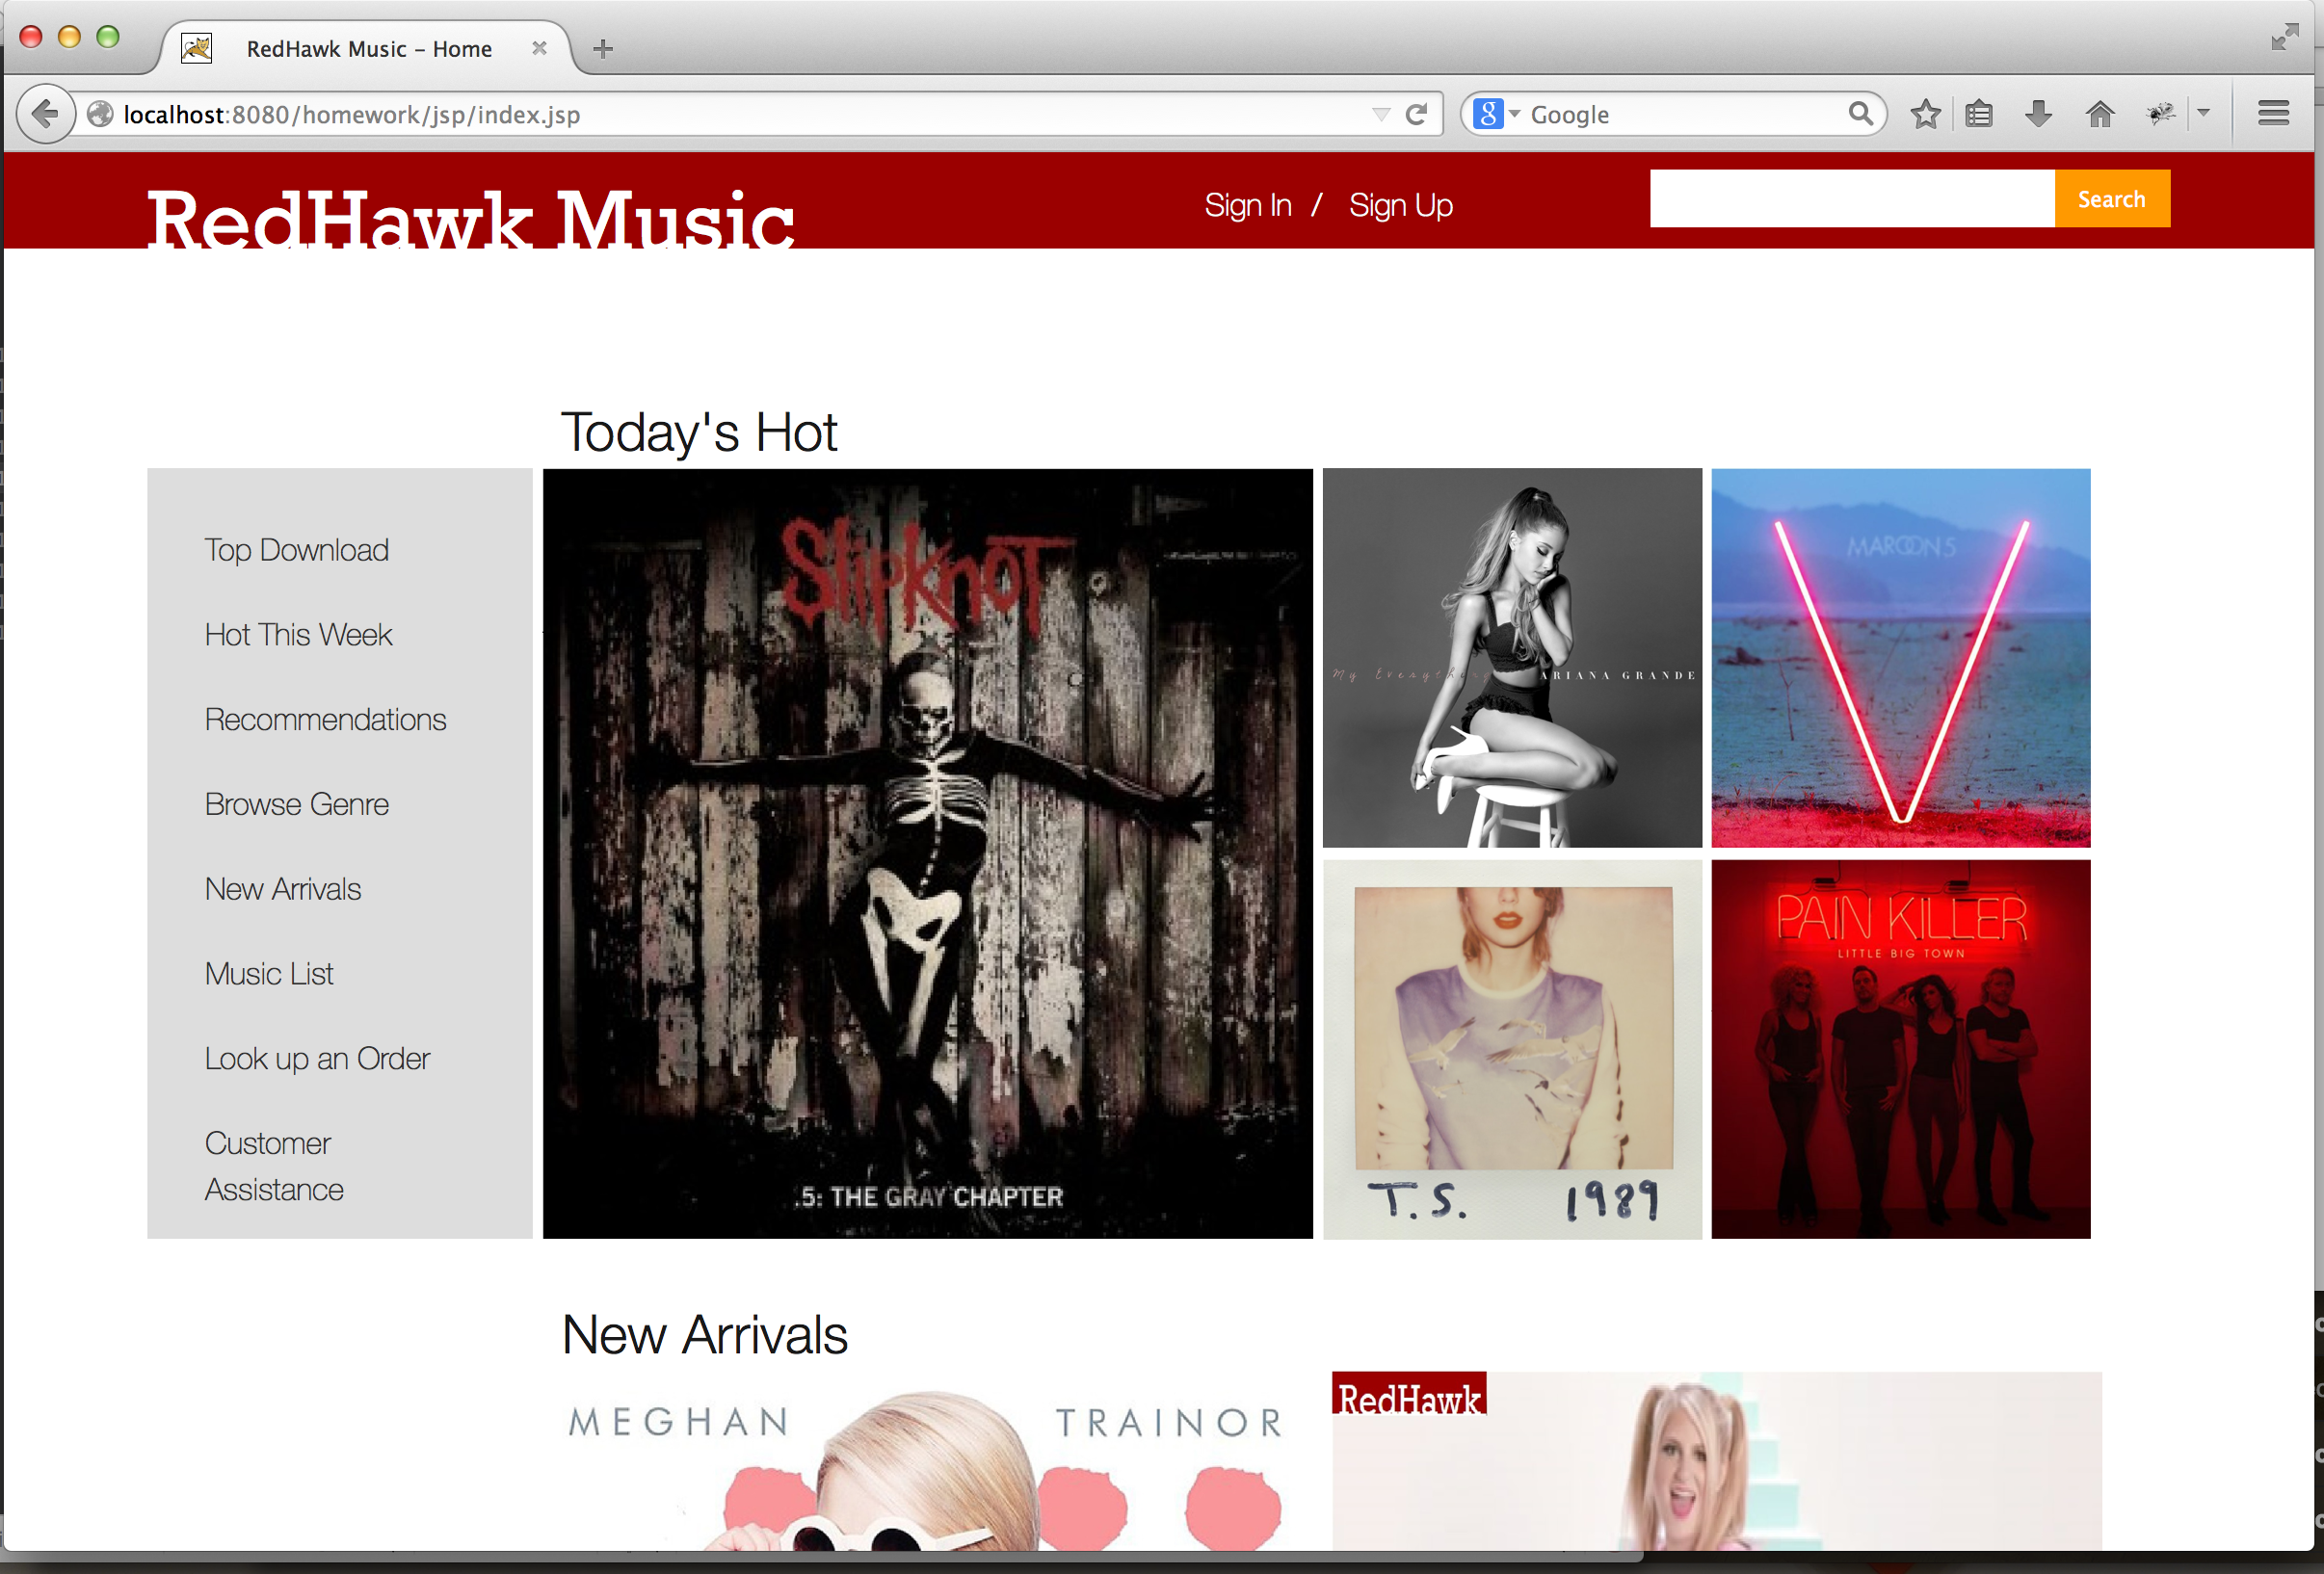 RedHawk Music – Home
localhost:8080/homework/jsp/index.jsp
Google
RedHawk Music
Sign In / Sign Up
Search
Today's Hot
Top Download
Hot This Week
Recommendations
Browse Genre
New Arrivals
Music List
Look up an Order
Customer
Assistance
Slipknot
.5: THE GRAY CHAPTER
My Everything ARIANA GRANDE
MAROON 5
T.S. 1989
PAIN KILLER
LITTLE BIG TOWN
New Arrivals
MEGHAN TRAINOR
RedHawk